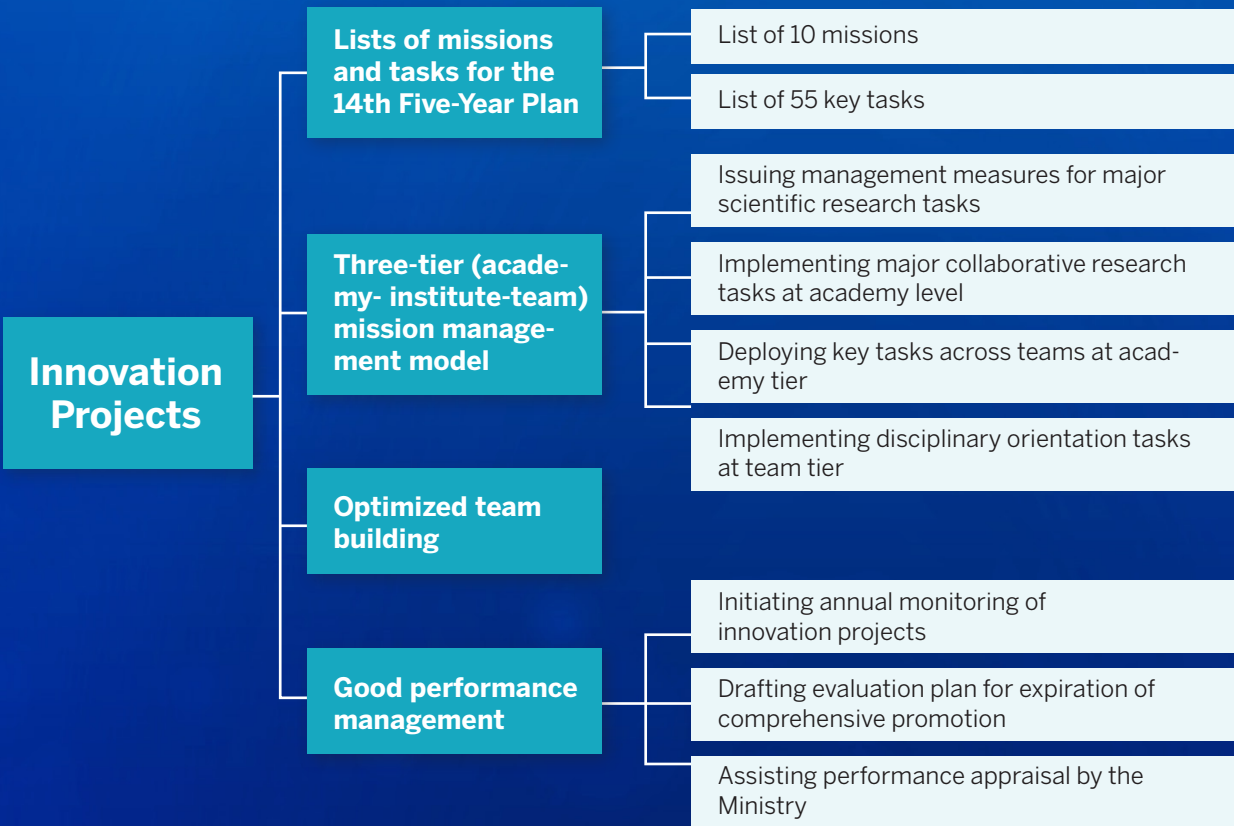 Innovation
Projects
Lists of missions
and tasks for the
14th Five-Year Plan
List of 10 missions
List of 55 key tasks
Three-tier (acade-
my- institute-team)
mission manage-
ment model
Issuing management measures for major
scientific research tasks
Implementing major collaborative research
tasks at academy level
Deploying key tasks across teams at acad-
emy tier
Implementing disciplinary orientation tasks
at team tier
Optimized team
building
Good performance
management
Initiating annual monitoring of
innovation projects
Drafting evaluation plan for expiration of
comprehensive promotion
Assisting performance appraisal by the
Ministry